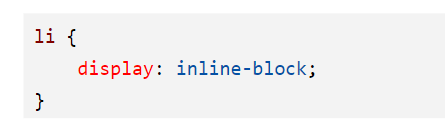 li {
    display: inline-block;
}